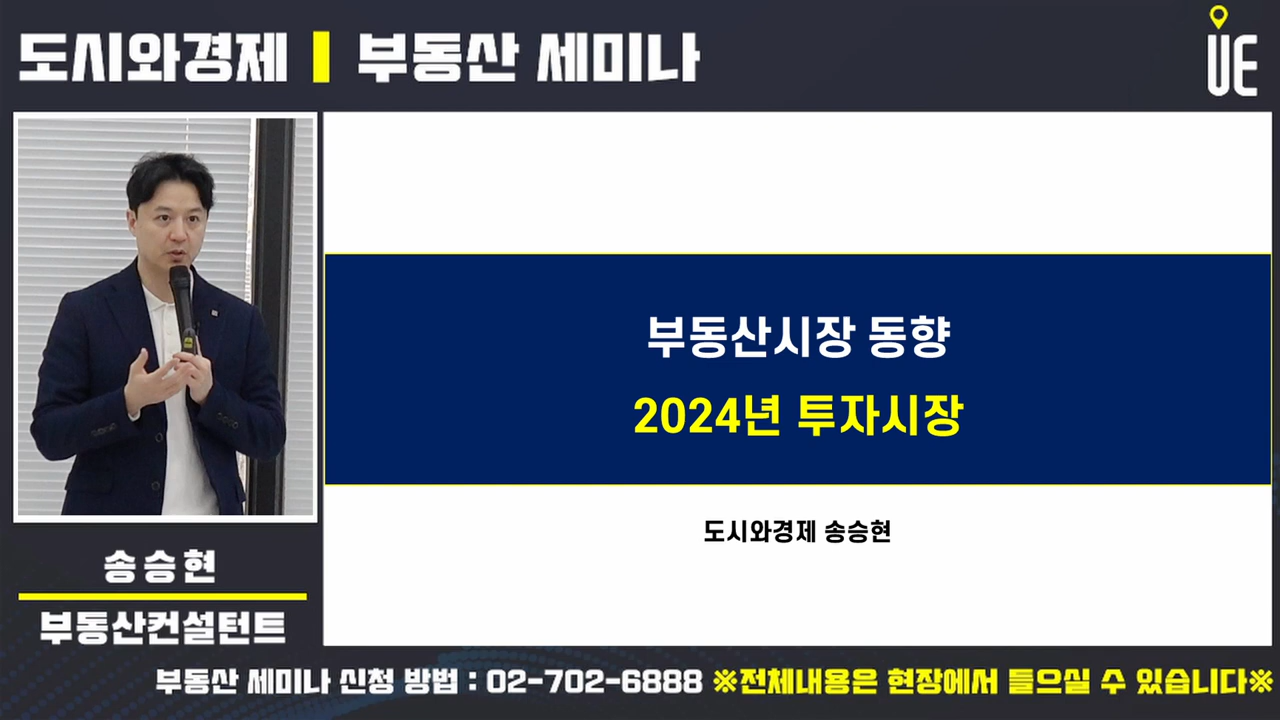 도시와경제 | 부동산 세미나
UE
부동산시장 동향
2024년 투자시장
도시와경제 송승현
송승현
부동산컨설턴트
부동산 세미나 신청 방법 : 02-702-6888 ※전체내용은 현장에서 들으실 수 있습니다※